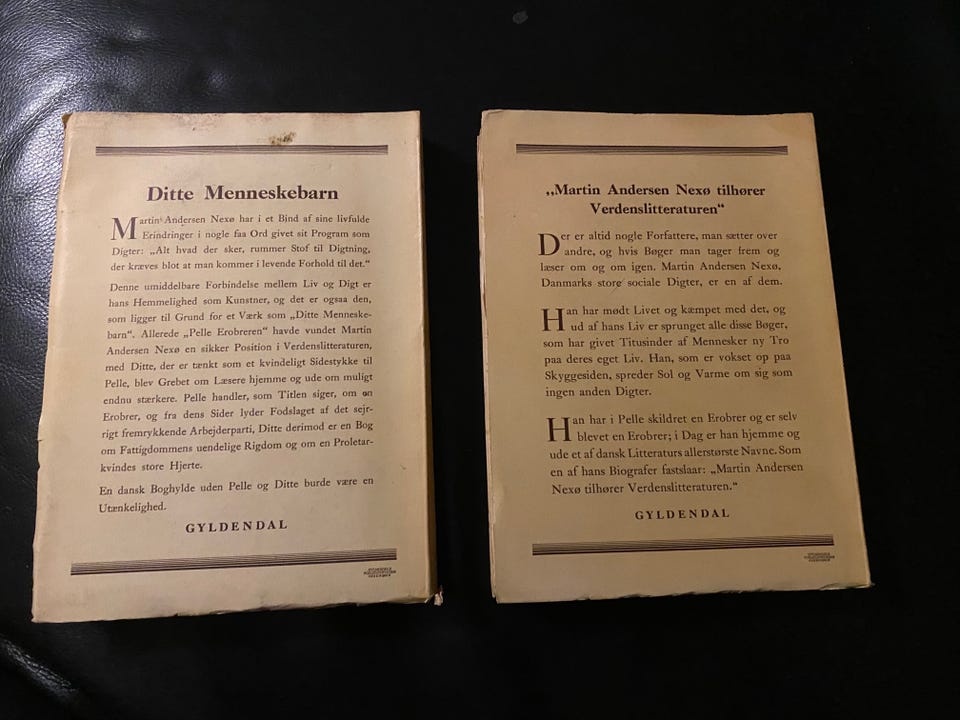 Ditte Menneskebarn
Martin Andersen Nexø har i et Bind af sine livfulde
Erindringer i nogle faa Ord givet sit Program som
Digter: „Alt hvad der sker, rummer Stof til Digtning,
der kræves blot at man kommer i levende Forhold til det.“
Denne umiddelbare Forbindelse mellem Liv og Digt er
hans Hemmelighed som Kunstner, og det er ogsaa den,
som ligger til Grund for et Værk som „Ditte Menneske-
barn“. Allerede „Pelle Erobreren“ havde vundet Martin
Andersen Nexø en sikker Position i Verdenslitteraturen,
med Ditte, der er tænkt som et kvindeligt Sidestykke til
Pelle, blev Grebet om Læsere hjemme og ude om muligt
endnu stærkere. Pelle handler, som Titlen siger, om en
Erobrer, og fra dens Sider lyder Fodslaget af det sejr-
rigt fremrykkende Arbejderparti, Ditte derimod er en Bog
om Fattigdommens uendelige Rigdom og om en Proletar-
kvindes store Hjerte.
En dansk Boghylde uden Pelle og Ditte burde være en
Utænkelighed.
GYLDENDAL
„Martin Andersen Nexø tilhører
Verdenslitteraturen“
Der er altid nogle Forfattere, man sætter over
andre, og hvis Bøger man tager frem og
læser om og om igen. Martin Andersen Nexø,
Danmarks store sociale Digter, er en af dem.
Han har mødt Livet og kæmpet med det, og
ud af hans Liv er sprunget alle disse Bøger,
som har givet Titusinder af Mennesker ny Tro
paa deres eget Liv. Han, som er vokset op paa
Skyggesiden, spreder Sol og Varme om sig som
ingen anden Digter.
Han har i Pelle skildret en Erobrer og er selv
blevet en Erobrer; i Dag er han hjemme og
ude et af dansk Litteraturs allerstørste Navne. Som
en af hans Biografer fastslaar: „Martin Andersen
Nexø tilhører Verdenslitteraturen.“
GYLDENDAL